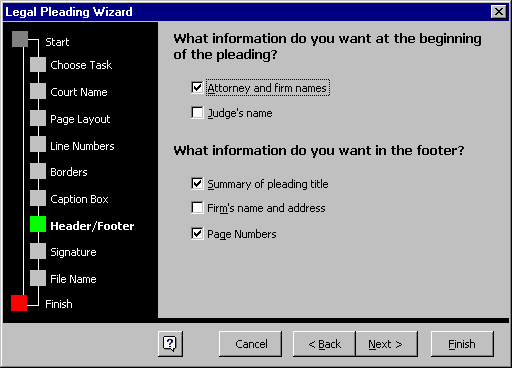 Legal Pleading Wizard
Start
Choose Task
Court Name
Page Layout
Line Numbers
Borders
Caption Box
Header/Footer
Signature
File Name
Finish
What information do you want at the beginning
of the pleading?
Attorney and firm names
Judge's name
What information do you want in the footer?
Summary of pleading title
Firm's name and address
Page Numbers
?
Cancel
< Back
Next >
Finish